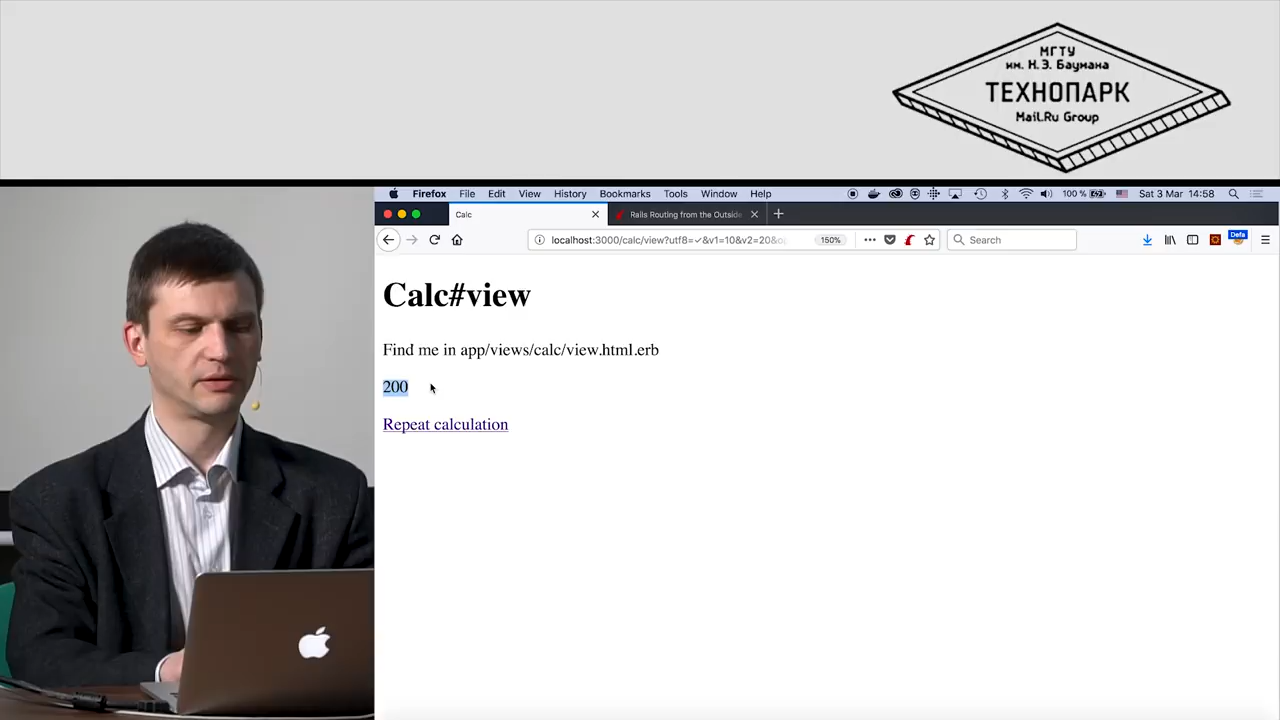 МГТУ
им. Н.Э. Баумана
ТЕХНОПАРК
Mail.Ru Group
Firefox File Edit View History Bookmarks Tools Window Help
100 % Sat 3 Mar 14:58
Calc
Rails Routing from the Outside
localhost:3000/calc/view?utf8=✓&v1=10&v2=20&op
150%
Search
Defa
Calc#view
Find me in app/views/calc/view.html.erb
200
Repeat calculation